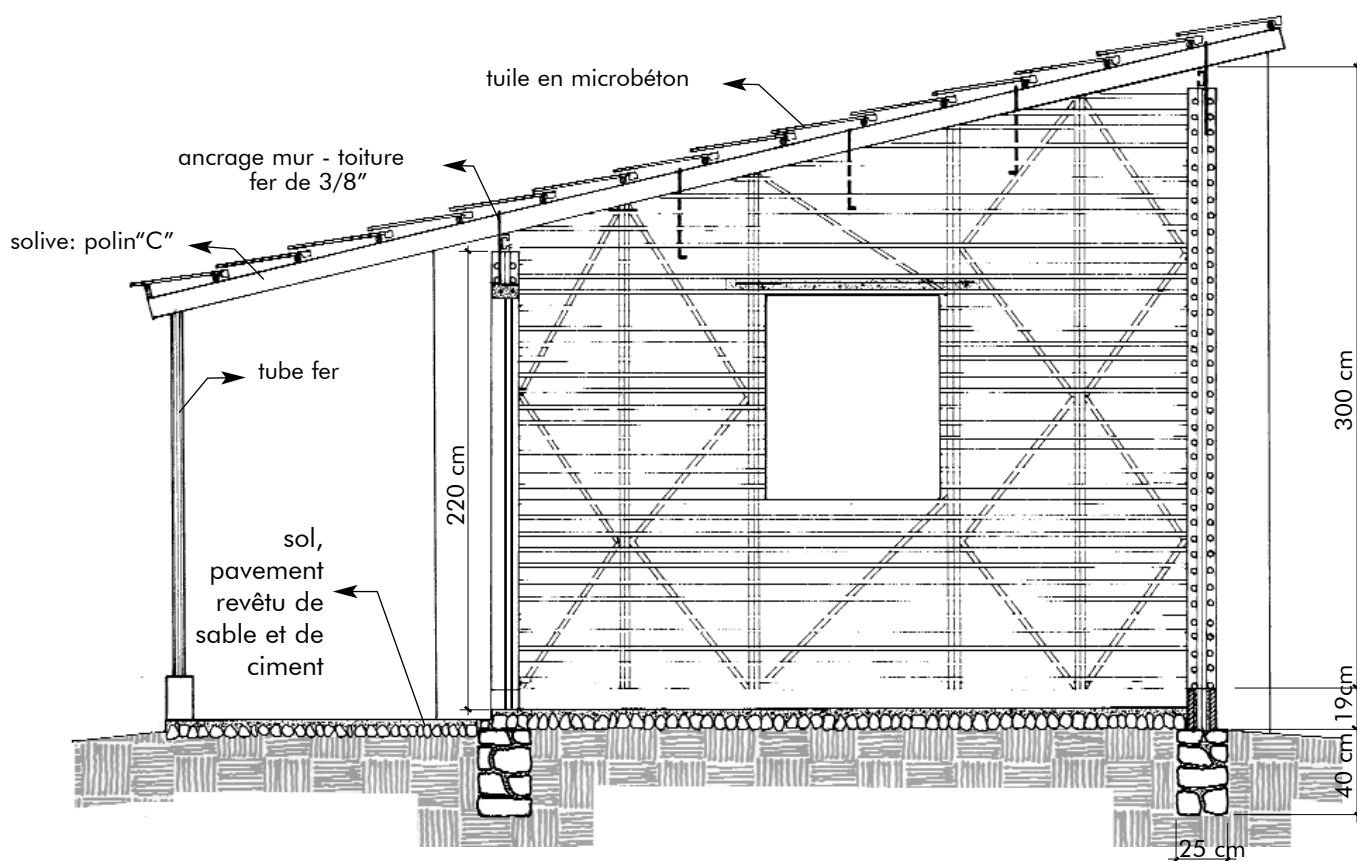 tuile en microbéton
ancrage mur - toiture
fer de 3/8”
solive: polin“C”
tube fer
220 cm
300 cm
sol,
pavement
revêtu de
sable et de
ciment
19cm
40 cm
25 cm